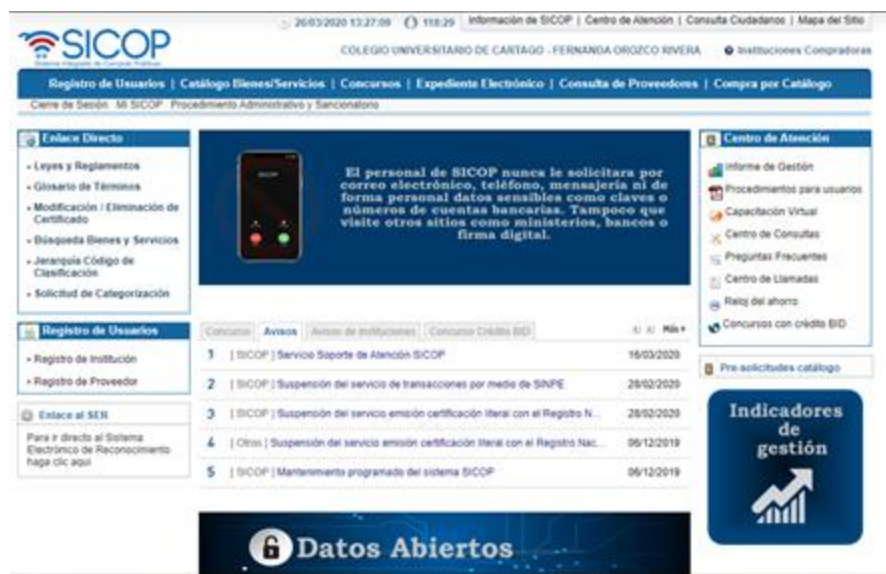 26/03/2020 13:27:08 118:29 Información de SICOP | Centro de Atención | Consulta Ciudadanos | Mapa del Sitio
SICOP
Sistema Integrado de Compras Públicas
COLEGIO UNIVERSITARIO DE CARTAGO - FERNANDA OROZCO RIVERA Instituciones Compradoras
Registro de Usuarios | Catálogo Bienes/Servicios | Concursos | Expediente Electrónico | Consulta de Proveedores | Compra por Catálogo
Cierre de Sesión Mi SICOP Procedimiento Administrativo y Sancionatorio
Enlace Directo
Leyes y Reglamentos
Glosario de Términos
Modificación / Eliminación de
Certificado
Búsqueda Bienes y Servicios
Jerarquía Código de
Clasificación
Solicitud de Categorización
Registro de Usuarios
Registro de Institución
Registro de Proveedor
Enlace al SER
Para ir directo al Sistema
Electrónico de Reconocimiento
haga clic aquí
El personal de SICOP nunca le solicitara por
correo electrónico, teléfono, mensajería ni de
forma personal datos sensibles como claves o
números de cuentas bancarias. Tampoco que
visite otros sitios como ministerios, bancos o
firma digital.
Concurso Avisos Avisos de instituciones Concurso Crédito BID Más
1 [ SICOP ] Servicio Soporte de Atención SICOP 16/03/2020
2 [ SICOP ] Suspensión del servicio de transacciones por medio de SINPE 28/02/2020
3 [ SICOP ] Suspensión del servicio emisión certificación literal con el Registro N... 28/02/2020
4 [ Otros ] Suspensión del servicio emisión certificación literal con el Registro Nac... 06/12/2019
5 [ SICOP ] Mantenimiento programado del sistema SICOP 06/12/2019
Datos Abiertos
Centro de Atención
Informe de Gestión
Procedimientos para usuarios
Capacitación Virtual
Centro de Consultas
Preguntas Frecuentes
Centro de Llamadas
Reloj del ahorro
Concursos con crédito BID
Pre-solicitudes catálogo
Indicadores
de
gestión